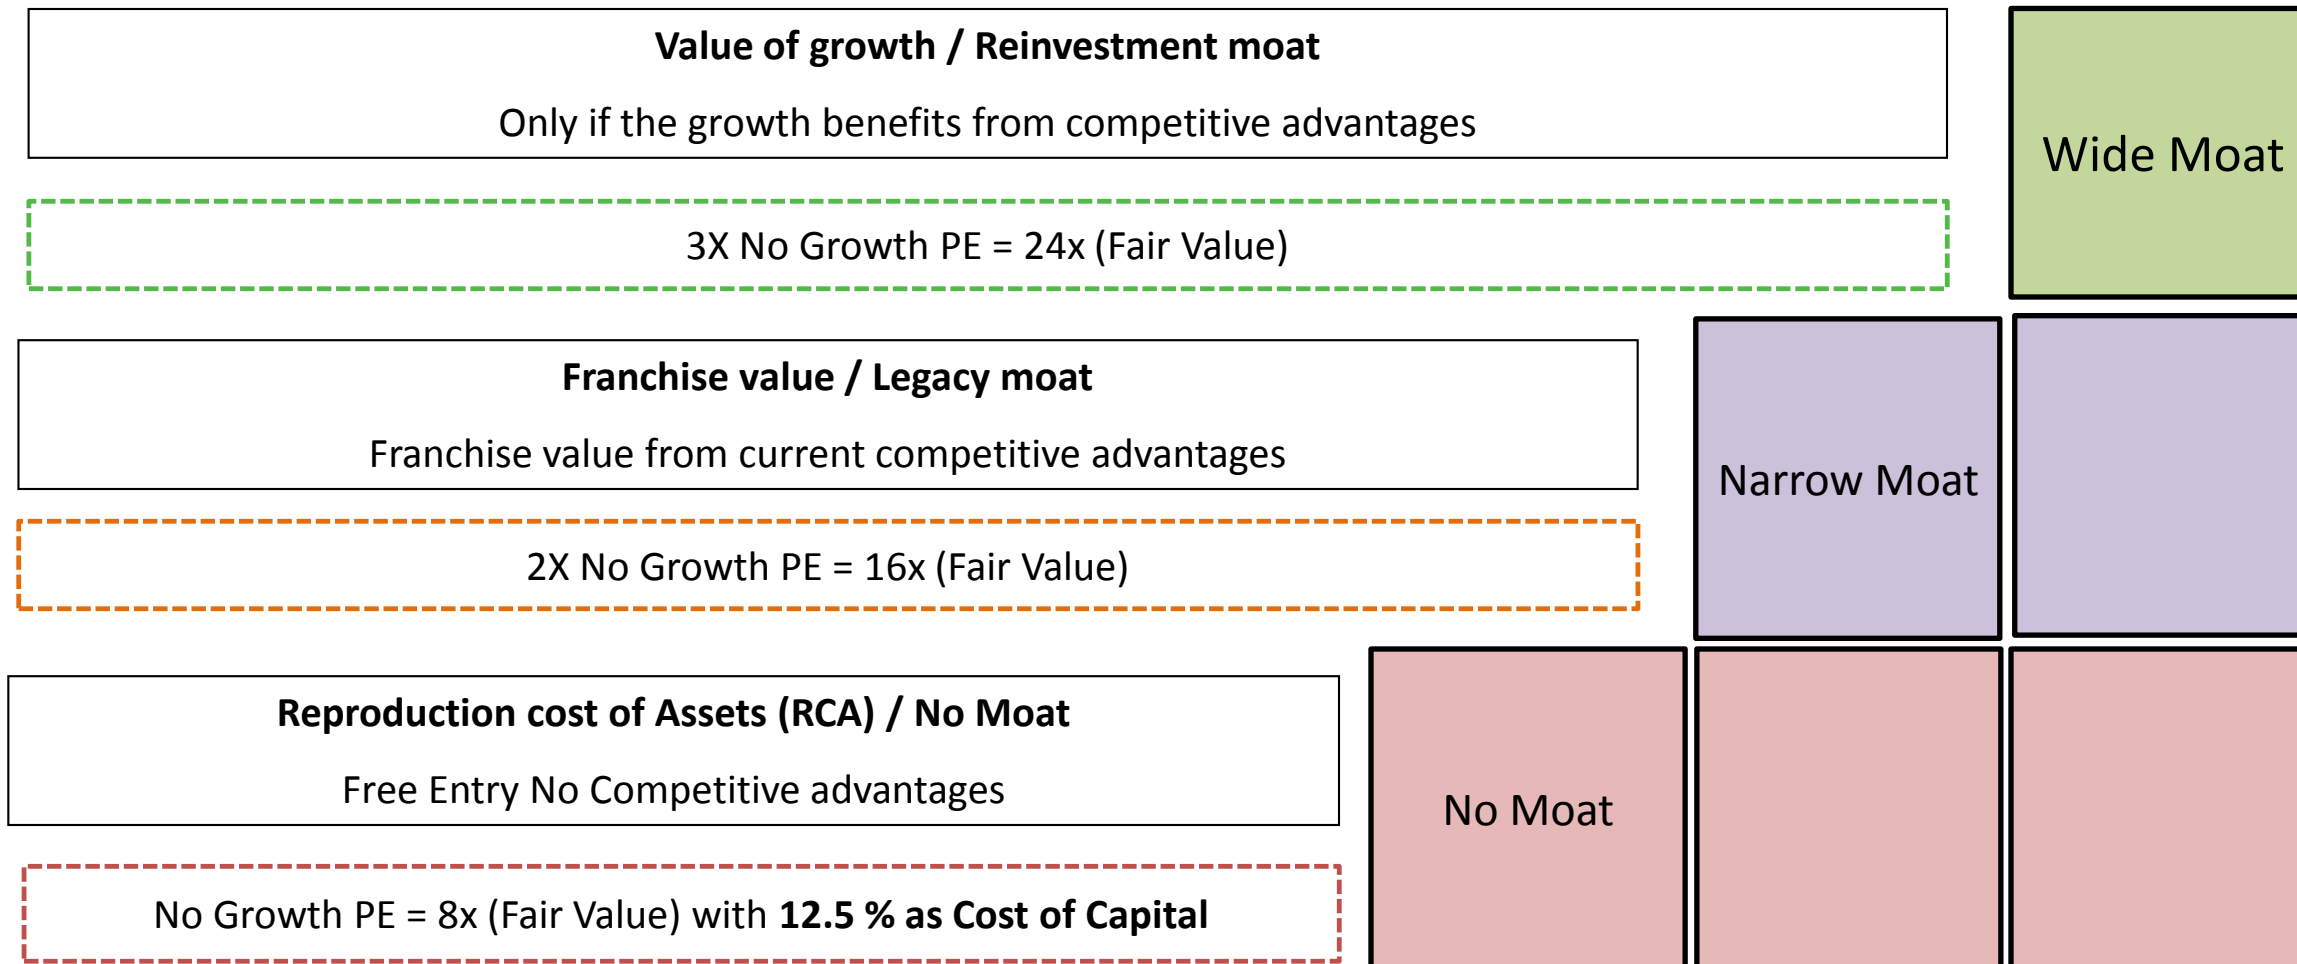 Value of growth / Reinvestment moat
Only if the growth benefits from competitive advantages
Wide Moat
3X No Growth PE = 24x (Fair Value)
Franchise value / Legacy moat
Franchise value from current competitive advantages
Narrow Moat
2X No Growth PE = 16x (Fair Value)
Reproduction cost of Assets (RCA) / No Moat
Free Entry No Competitive advantages
No Moat
No Growth PE = 8x (Fair Value) with 12.5 % as Cost of Capital